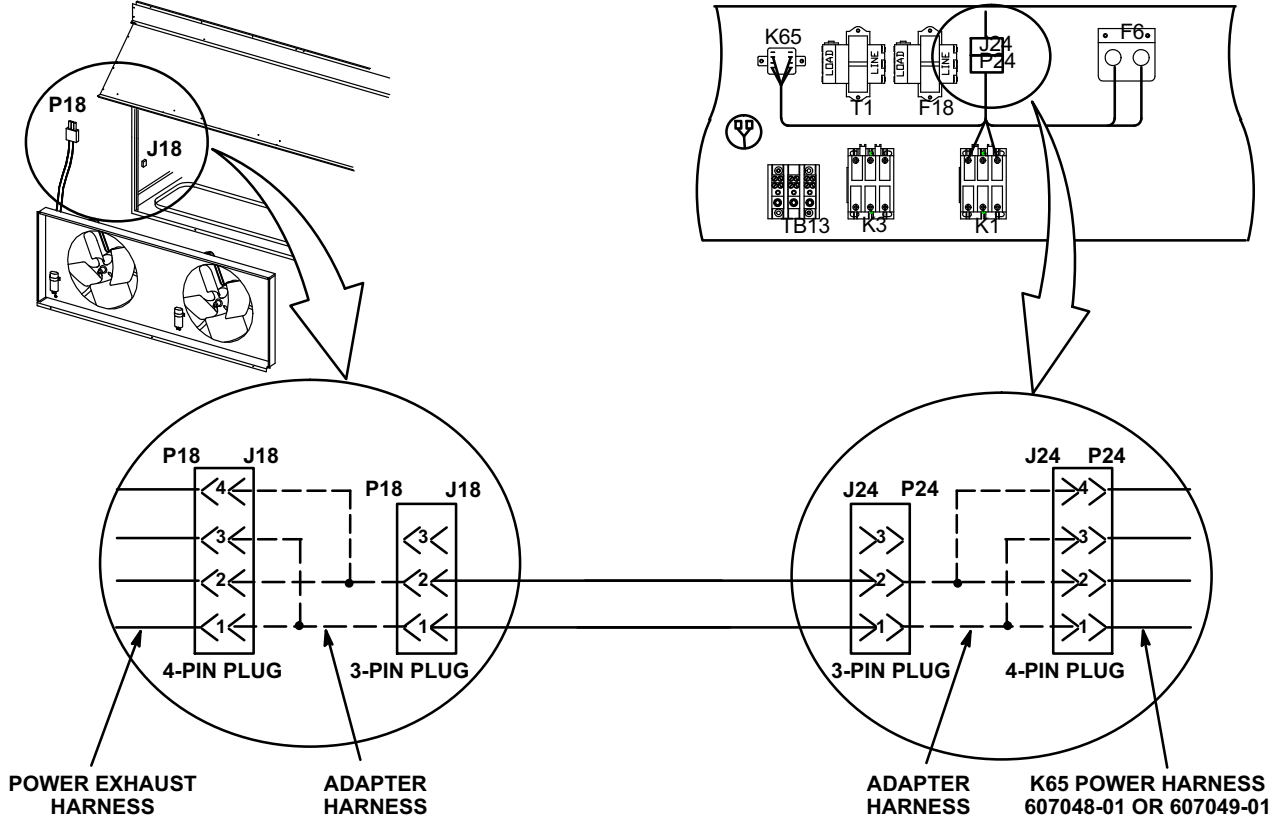 P18
J18
K65
LOAD
LINE
T1
LOAD
LINE
F18
J24
P24
F6
TB13
K3
K1
P18 J18
4
3
2
1
4-PIN PLUG
P18 J18
3
2
1
3-PIN PLUG
J24 P24
3
2
1
3-PIN PLUG
J24 P24
4
3
2
1
4-PIN PLUG
POWER EXHAUST
HARNESS
ADAPTER
HARNESS
ADAPTER
HARNESS
K65 POWER HARNESS
607048-01 OR 607049-01